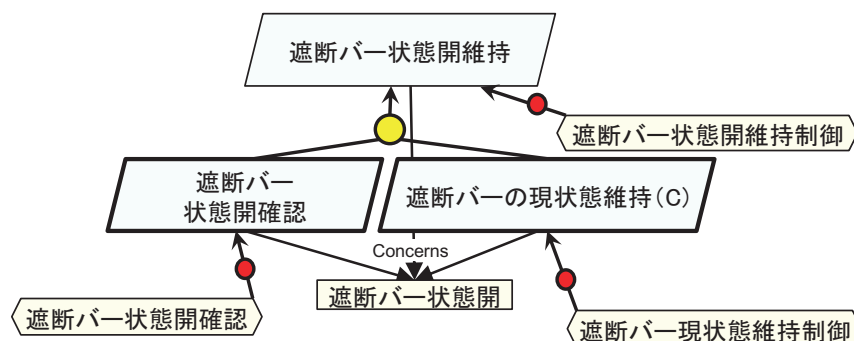 遮断バー状態開維持
遮断バー状態開維持制御
遮断バー
状態開確認
遮断バーの現状態維持(C)
Concerns
遮断バー状態開
遮断バー状態開確認
遮断バー現状態維持制御